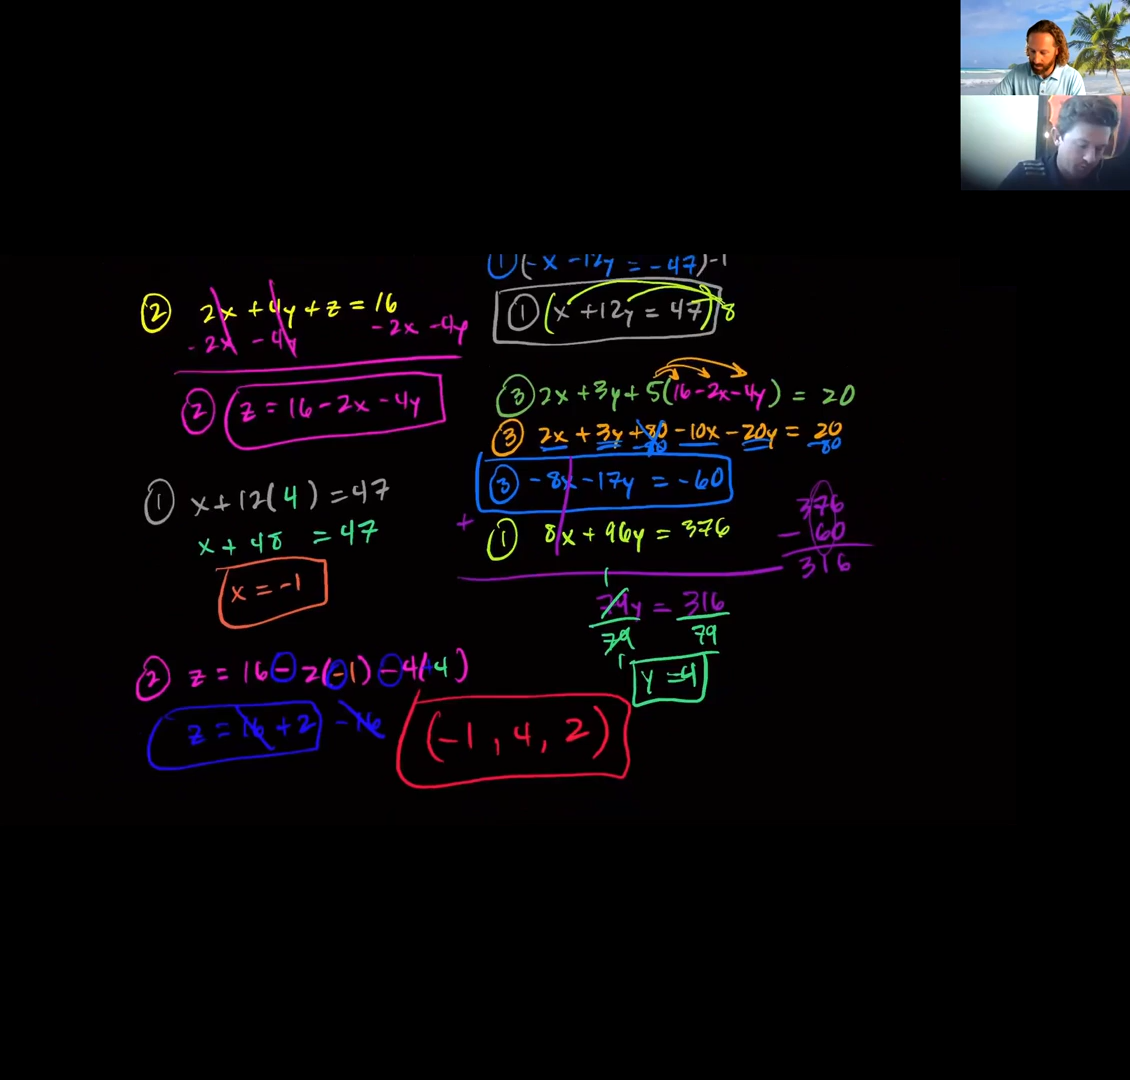 ② 2x + 4y + z = 16
- 2x - 4y - 2x - 4y
② z = 16 - 2x - 4y
① x + 12(4) = 47
x + 48 = 47
x = -1
② z = 16 - 2(-1) - 4(+4)
z = 16 + 2 - 16
(-1, 4, 2)
① (-x - 12y = -47) -1
① (x + 12y = 47) 8
③ 2x + 3y + 5(16 - 2x - 4y) = 20
③ 2x + 3y + 80 - 10x - 20y = 20
-80 -80
③ -8x - 17y = -60
+ ① 8x + 96y = 376
1
79y = 316
79 79
1
y = 4
376
- 60
316